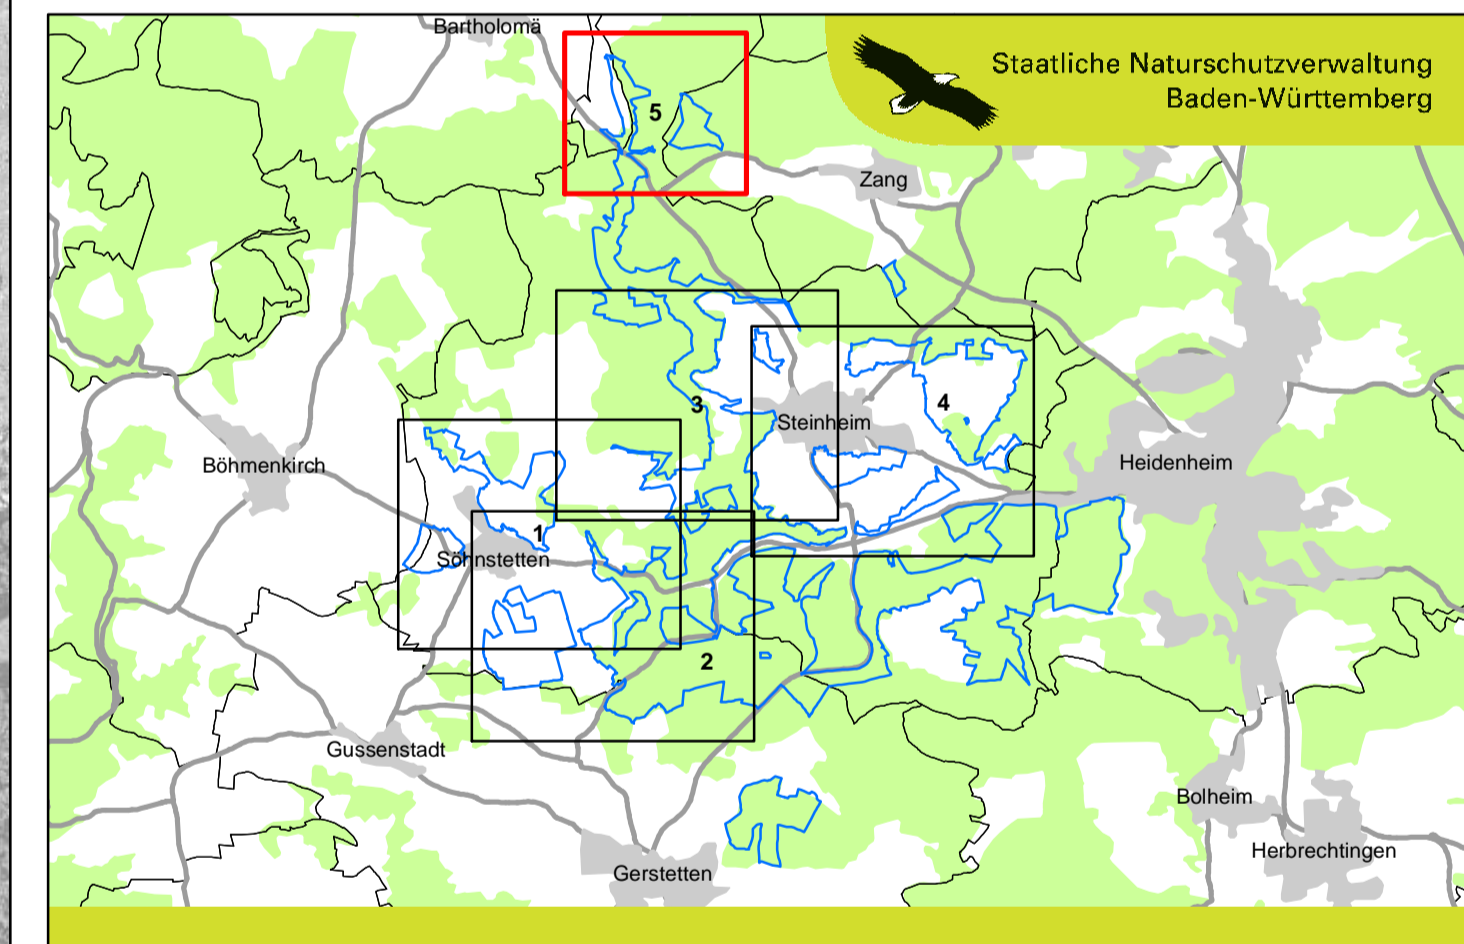 Bartholomä
Staatliche Naturschutzverwaltung
Baden-Württemberg
5
Zang
3
4
Steinheim
Böhmenkirch
Heidenheim
1
Söhnstetten
2
Gussenstadt
Bolheim
Herbrechtingen
Gerstetten